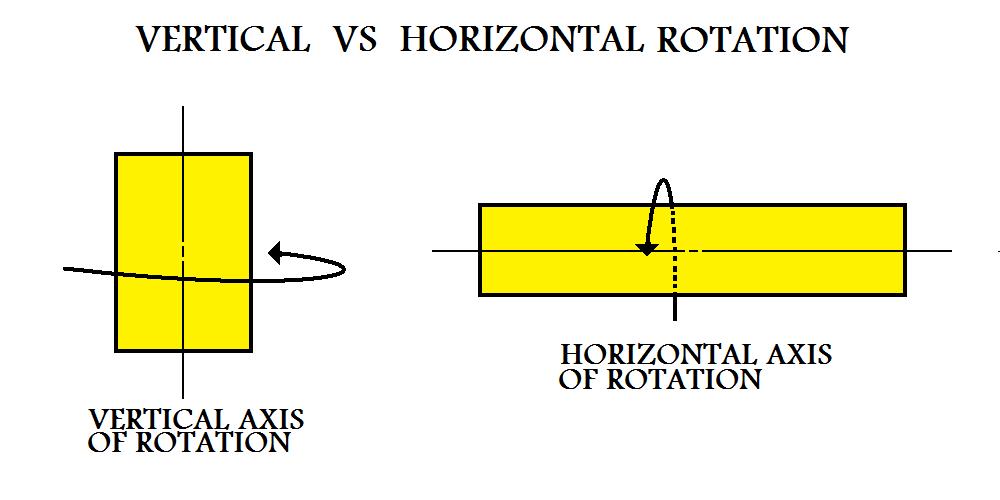 VERTICAL VS HORIZONTAL ROTATION
VERTICAL AXIS
OF ROTATION
HORIZONTAL AXIS
OF ROTATION